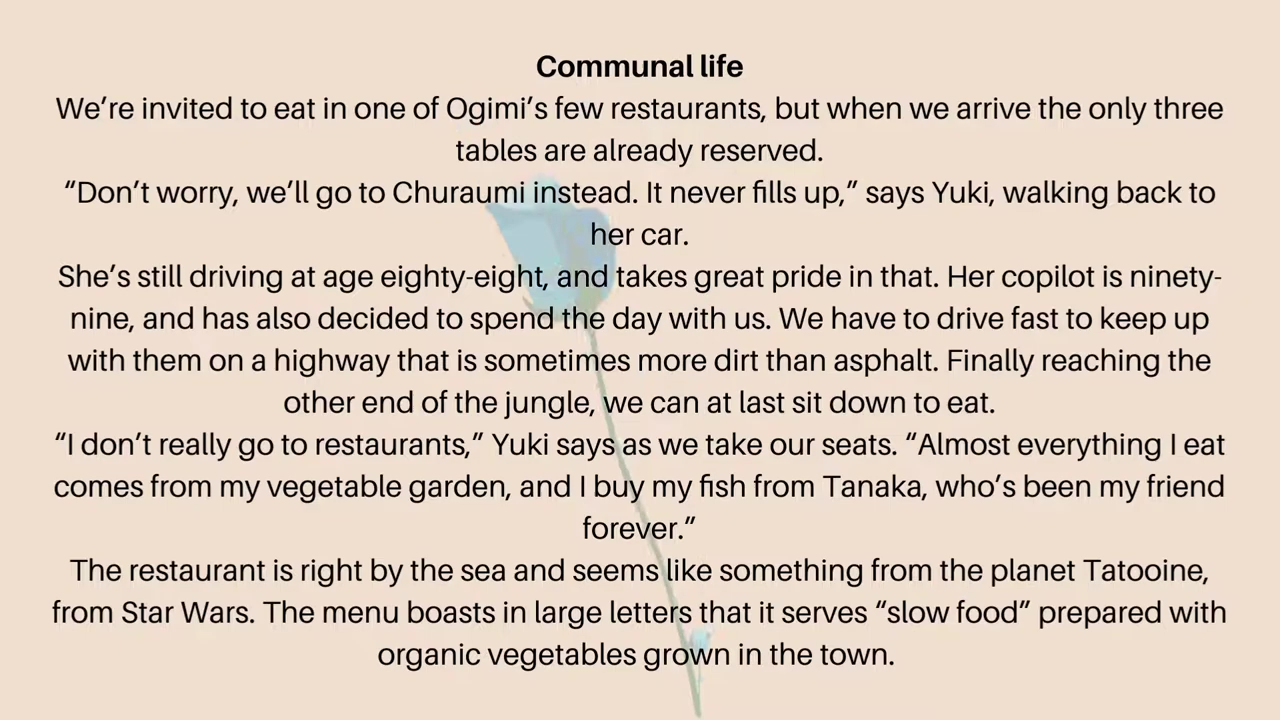 Communal life
We’re invited to eat in one of Ogimi’s few restaurants, but when we arrive the only three
tables are already reserved.
“Don’t worry, we’ll go to Churaumi instead. It never fills up,” says Yuki, walking back to
her car.
She’s still driving at age eighty-eight, and takes great pride in that. Her copilot is ninety-
nine, and has also decided to spend the day with us. We have to drive fast to keep up
with them on a highway that is sometimes more dirt than asphalt. Finally reaching the
other end of the jungle, we can at last sit down to eat.
“I don’t really go to restaurants,” Yuki says as we take our seats. “Almost everything I eat
comes from my vegetable garden, and I buy my fish from Tanaka, who’s been my friend
forever.”
The restaurant is right by the sea and seems like something from the planet Tatooine,
from Star Wars. The menu boasts in large letters that it serves “slow food” prepared with
organic vegetables grown in the town.